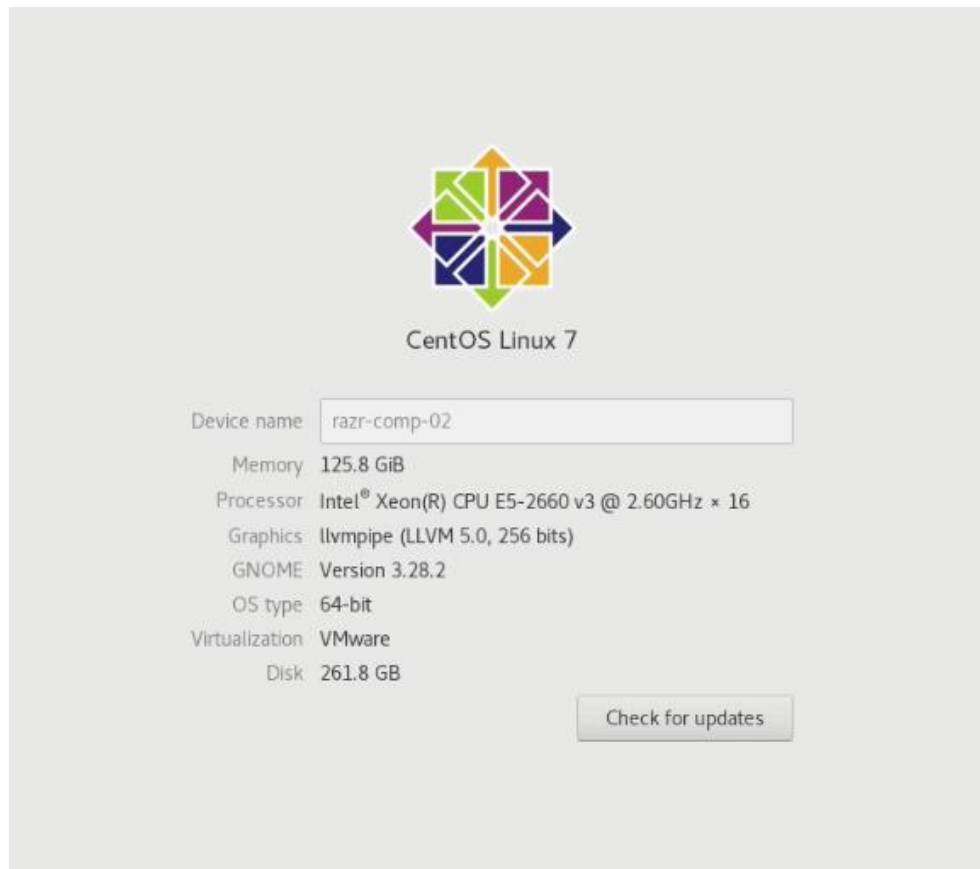 CentOS Linux 7
Device name razr-comp-02
Memory 125.8 GiB
Processor Intel® Xeon(R) CPU E5-2660 v3 @ 2.60GHz × 16
Graphics llvmpipe (LLVM 5.0, 256 bits)
GNOME Version 3.28.2
OS type 64-bit
Virtualization VMware
Disk 261.8 GB
Check for updates